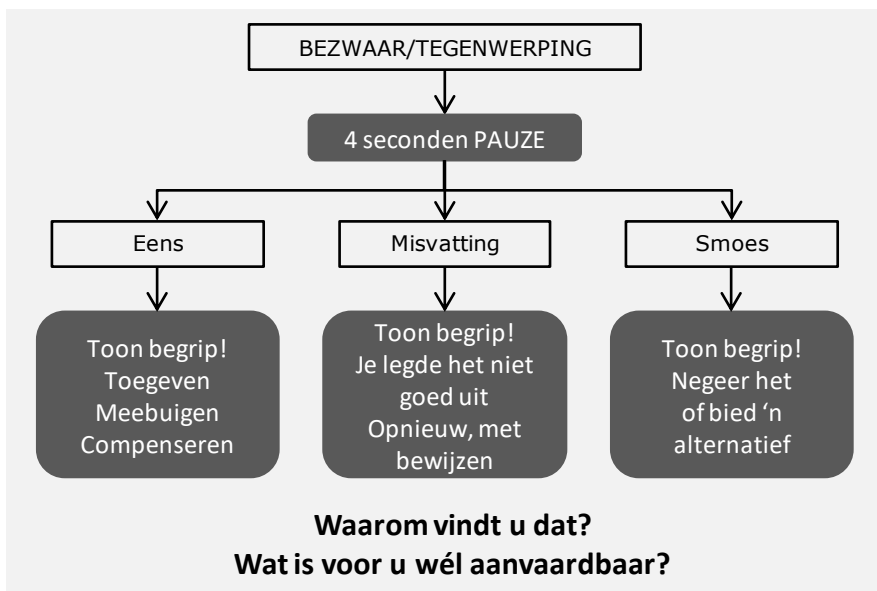 BEZWAAR/TEGENWERPING
4 seconden PAUZE
Eens
Misvatting
Smoes
Toon begrip!
Toegeven
Meebuigen
Compenseren
Toon begrip!
Je legde het niet
goed uit
Opnieuw, met
bewijzen
Toon begrip!
Negeer het
of bied ‘n
alternatief
Waarom vindt u dat?
Wat is voor u wél aanvaardbaar?